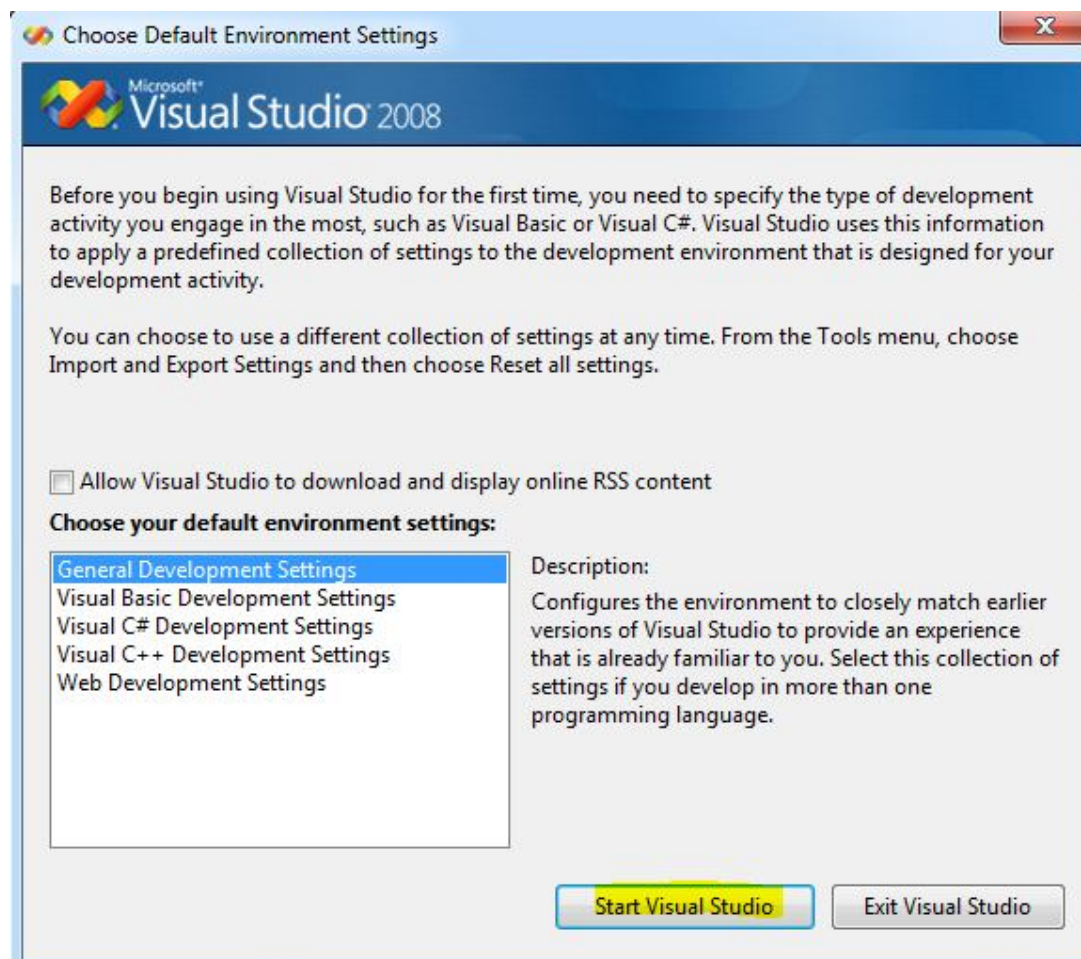 Choose Default Environment Settings
X
Microsoft®
Visual Studio® 2008
Before you begin using Visual Studio for the first time, you need to specify the type of development
activity you engage in the most, such as Visual Basic or Visual C#. Visual Studio uses this information
to apply a predefined collection of settings to the development environment that is designed for your
development activity.
You can choose to use a different collection of settings at any time. From the Tools menu, choose
Import and Export Settings and then choose Reset all settings.
Allow Visual Studio to download and display online RSS content
Choose your default environment settings:
General Development Settings
Visual Basic Development Settings
Visual C# Development Settings
Visual C++ Development Settings
Web Development Settings
Description:
Configures the environment to closely match earlier
versions of Visual Studio to provide an experience
that is already familiar to you. Select this collection of
settings if you develop in more than one
programming language.
Start Visual Studio
Exit Visual Studio